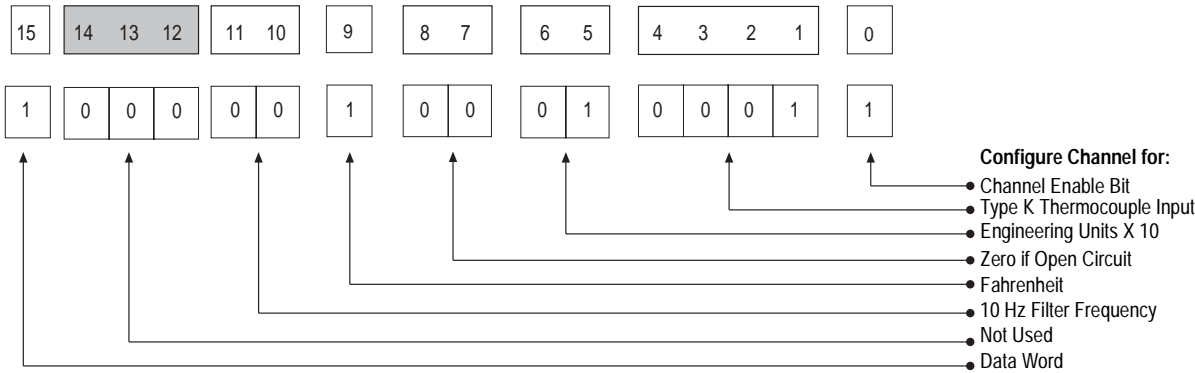 15 14 13 12 11 10 9 8 7 6 5 4 3 2 1 0
1 0 0 0 0 0 1 0 0 0 1 0 0 0 1 1
Configure Channel for:
Channel Enable Bit
Type K Thermocouple Input
Engineering Units X 10
Zero if Open Circuit
Fahrenheit
10 Hz Filter Frequency
Not Used
Data Word